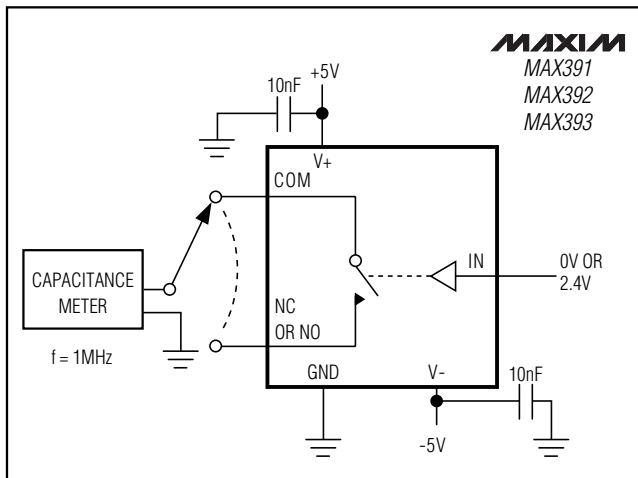 MAXIM
MAX391
MAX392
MAX393
+5V
10nF
V+
COM
IN
0V OR
2.4V
CAPACITANCE
METER
NC
OR NO
f = 1MHz
GND
V-
10nF
-5V